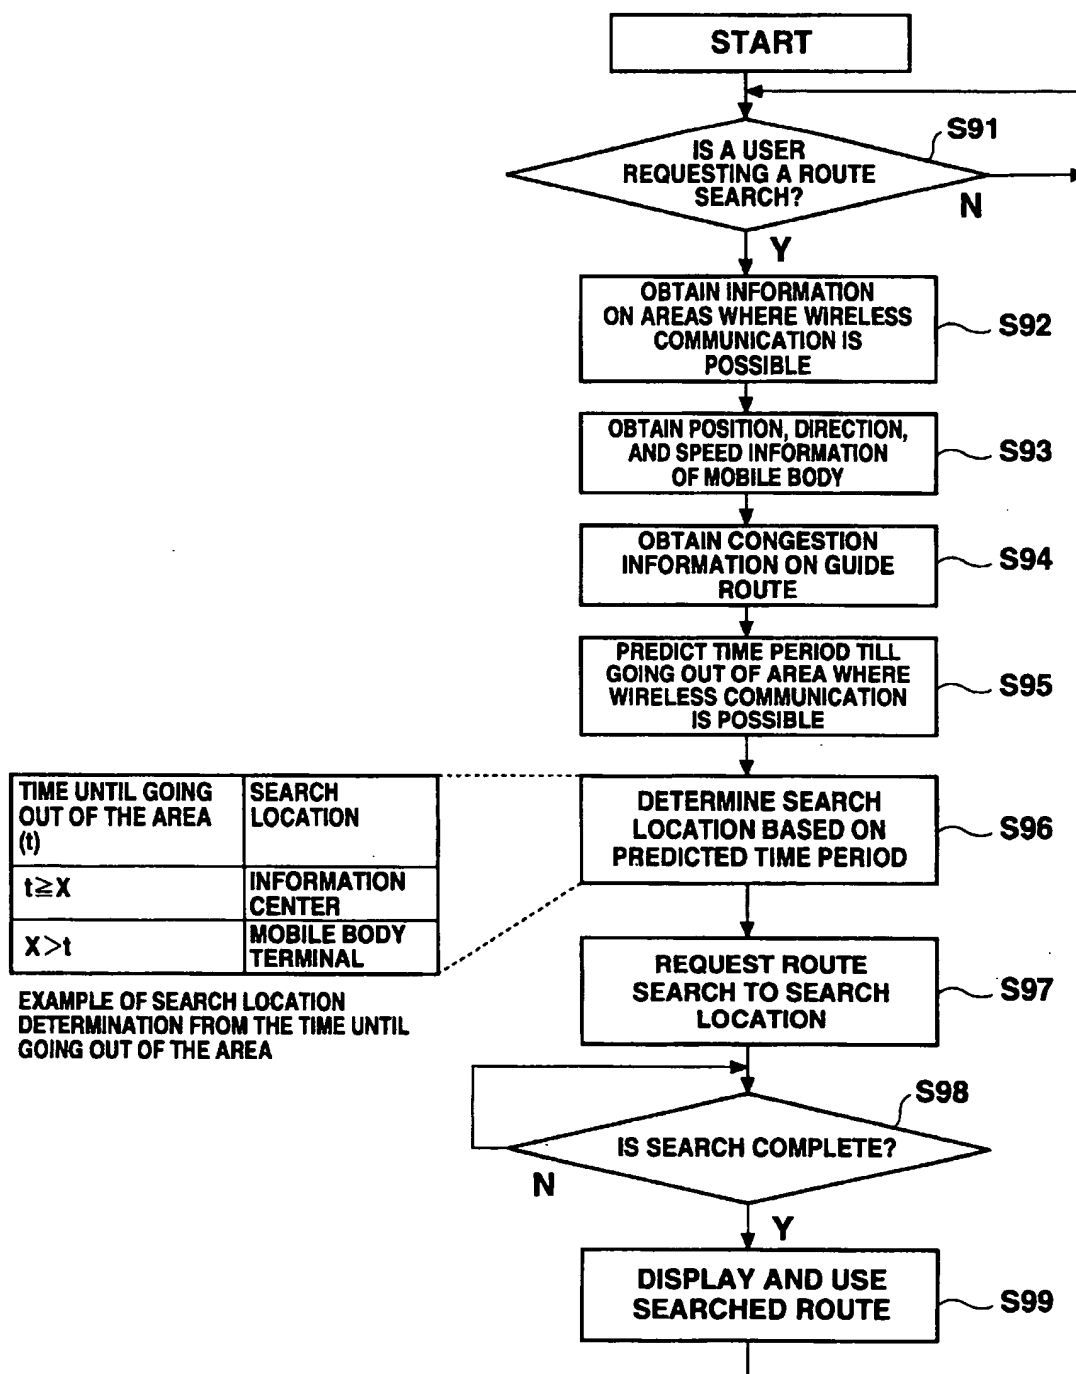 START
S91
IS A USER
REQUESTING A ROUTE
SEARCH?
N
Y
OBTAIN INFORMATION
ON AREAS WHERE WIRELESS
COMMUNICATION IS
POSSIBLE
S92
OBTAIN POSITION, DIRECTION,
AND SPEED INFORMATION
OF MOBILE BODY
S93
OBTAIN CONGESTION
INFORMATION ON GUIDE
ROUTE
S94
PREDICT TIME PERIOD TILL
GOING OUT OF AREA WHERE
WIRELESS COMMUNICATION
IS POSSIBLE
S95
TIME UNTIL GOING
OUT OF THE AREA
(t)
SEARCH
LOCATION
t≧X
INFORMATION
CENTER
X>t
MOBILE BODY
TERMINAL
EXAMPLE OF SEARCH LOCATION
DETERMINATION FROM THE TIME UNTIL
GOING OUT OF THE AREA
DETERMINE SEARCH
LOCATION BASED ON
PREDICTED TIME PERIOD
S96
REQUEST ROUTE
SEARCH TO SEARCH
LOCATION
S97
S98
IS SEARCH COMPLETE?
N
Y
DISPLAY AND USE
SEARCHED ROUTE
S99